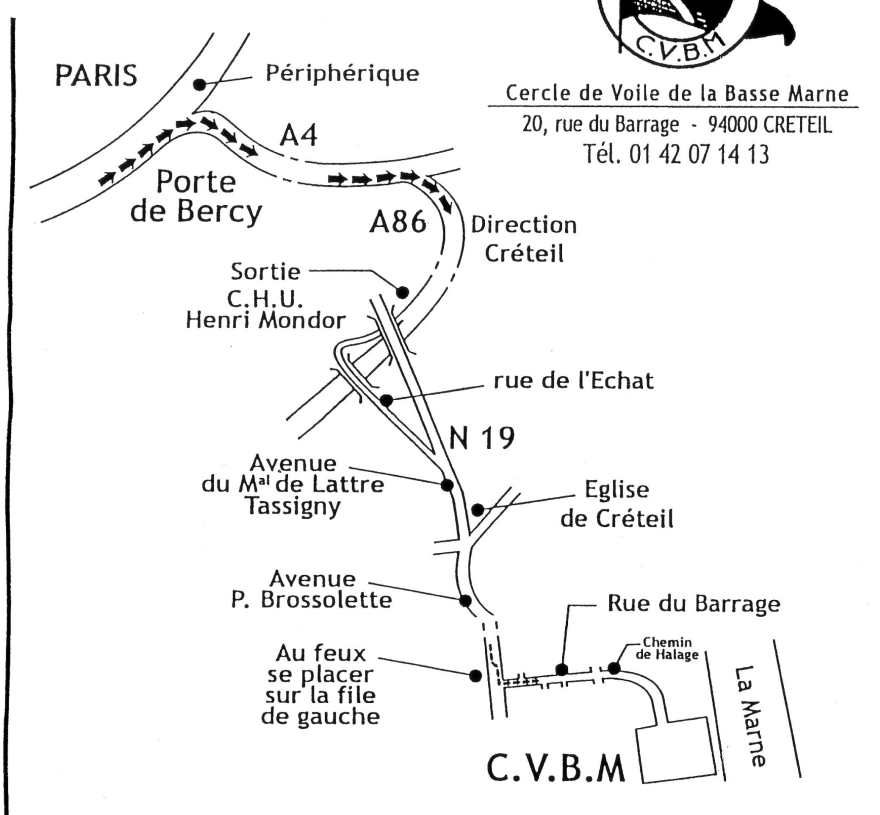 C.V.B.M
Cercle de Voile de la Basse Marne
20, rue du Barrage - 94000 CRETEIL
Tél. 01 42 07 14 13
PARIS
Périphérique
A4
Porte
de Bercy
A86
Direction
Créteil
Sortie
C.H.U.
Henri Mondor
rue de l'Echat
N 19
Avenue
du Mal de Lattre
Tassigny
Eglise
de Créteil
Avenue
P. Brossolette
Rue du Barrage
Chemin
de Halage
Au feux
se placer
sur la file
de gauche
La Marne
C.V.B.M